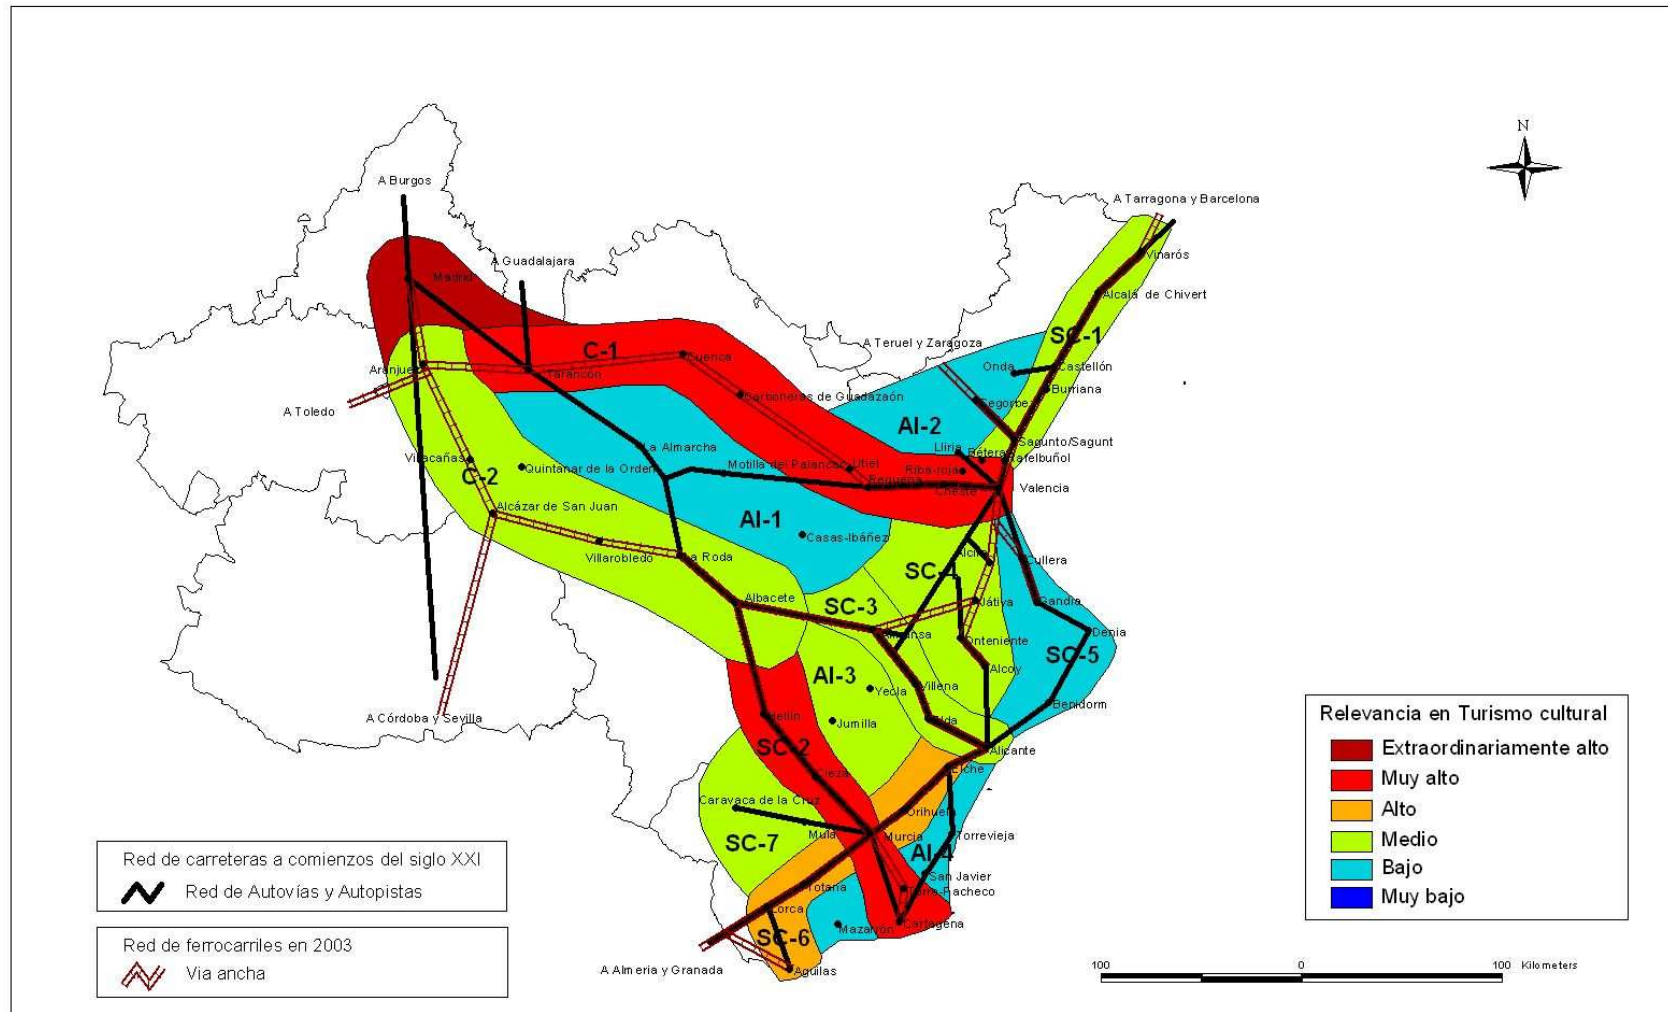 N
A Burgos
A Tarragona y Barcelona
A Guadalajara
Madrid
Vinarós
Alcalá de Chivert
SC-1
A Teruel y Zaragoza
C-1
Cuenca
Onda
Castellón
Aranjuez
Tarancón
Burriana
Carboneras de Guadazaón
Segorbe
A Toledo
AI-2
Sagunto/Sagunt
La Almarcha
Llíria
Bétera
Rafelbuñol
Villacañas
Quintanar de la Orden
Motilla del Palancar
Utiel
Riba-roja
C-2
Requena
Cheste
Valencia
Alcázar de San Juan
AI-1
Casas-Ibáñez
Villarobledo
La Roda
Alcira
Cullera
SC-4
Albacete
SC-3
Játiva
Gandia
Almansa
Onteniente
Denia
SC-5
AI-3
Alcoy
Yecla
Villena
Benidorm
A Córdoba y Sevilla
Hellín
Jumilla
Elda
SC-2
Alicante
Cieza
Elche
Caravaca de la Cruz
Orihuela
Mula
Murcia
Torrevieja
SC-7
AI-4
San Javier
Totana
Torre-Pacheco
Lorca
Mazarrón
Cartagena
SC-6
A Almeria y Granada
Aguilas
Relevancia en Turismo cultural
Extraordinariamente alto
Muy alto
Alto
Medio
Bajo
Muy bajo
Red de carreteras a comienzos del siglo XXI
Red de Autovías y Autopistas
Red de ferrocarriles en 2003
Via ancha
100 0 100 Kilometers